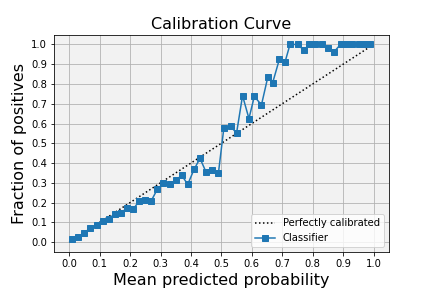 Calibration Curve
1.0
0.9
0.8
0.7
0.6
0.5
0.4
0.3
0.2
0.1
0.0
Fraction of positives
Perfectly calibrated
Classifier
0.0 0.1 0.2 0.3 0.4 0.5 0.6 0.7 0.8 0.9 1.0
Mean predicted probability